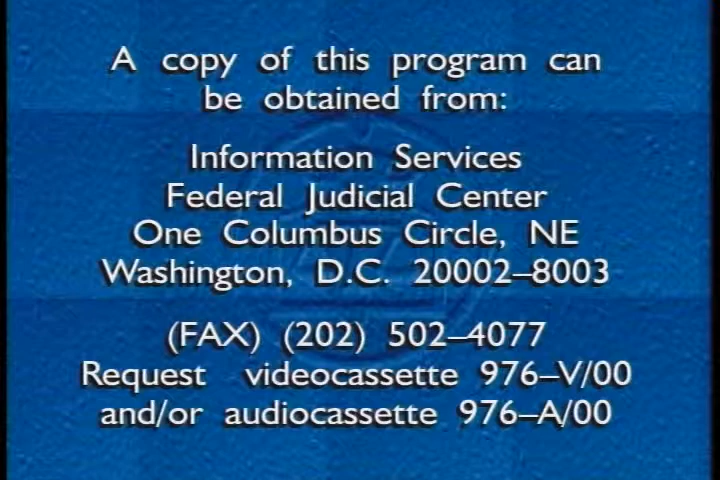 A copy of this program can
be obtained from:
Information Services
Federal Judicial Center
One Columbus Circle, NE
Washington, D.C. 20002–8003
(FAX) (202) 502–4077
Request videocassette 976–V/00
and/or audiocassette 976–A/00